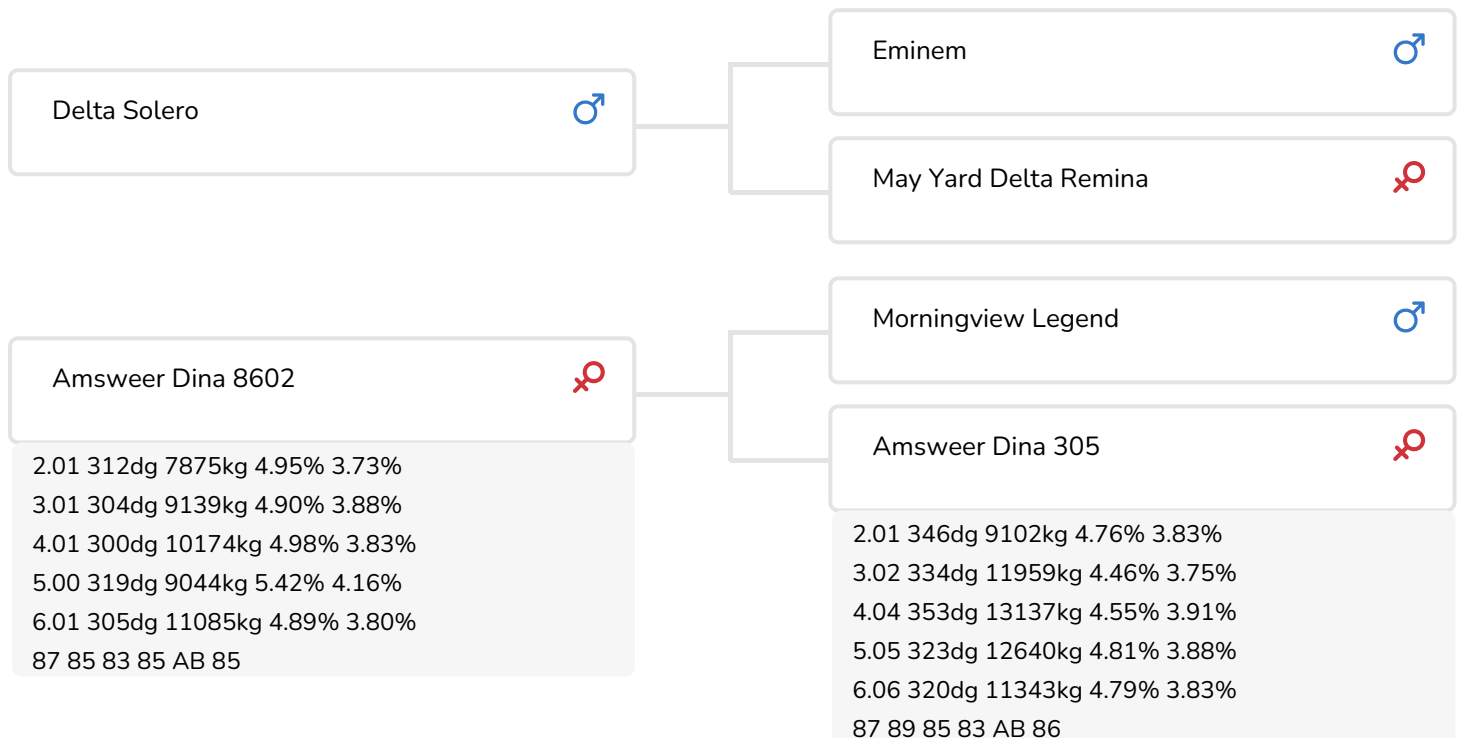 Delta Solero
Eminem
May Yard Delta Remina
Amsweer Dina 8602
2.01 312dg 7875kg 4.95% 3.73%
3.01 304dg 9139kg 4.90% 3.88%
4.01 300dg 10174kg 4.98% 3.83%
5.00 319dg 9044kg 5.42% 4.16%
6.01 305dg 11085kg 4.89% 3.80%
87 85 83 85 AB 85
Morningview Legend
Amsweer Dina 305
2.01 346dg 9102kg 4.76% 3.83%
3.02 334dg 11959kg 4.46% 3.75%
4.04 353dg 13137kg 4.55% 3.91%
5.05 323dg 12640kg 4.81% 3.88%
6.06 320dg 11343kg 4.79% 3.83%
87 89 85 83 AB 86